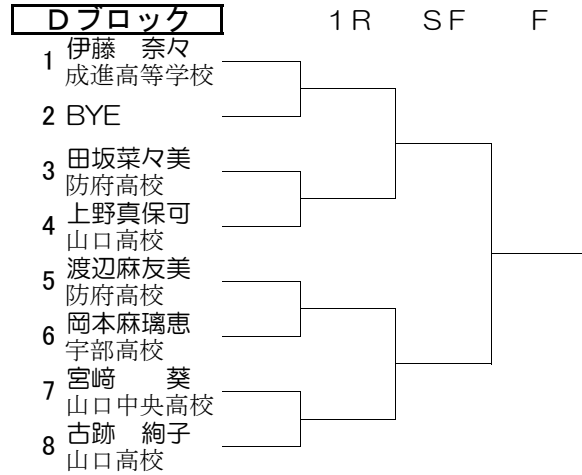 Dブロック 1R SF F
1 伊藤 奈々
成進高等学校
2 BYE
3 田坂菜々美
防府高校
4 上野真保可
山口高校
5 渡辺麻友美
防府高校
6 岡本麻璃恵
宇部高校
7 宮﨑 葵
山口中央高校
8 古跡 絢子
山口高校